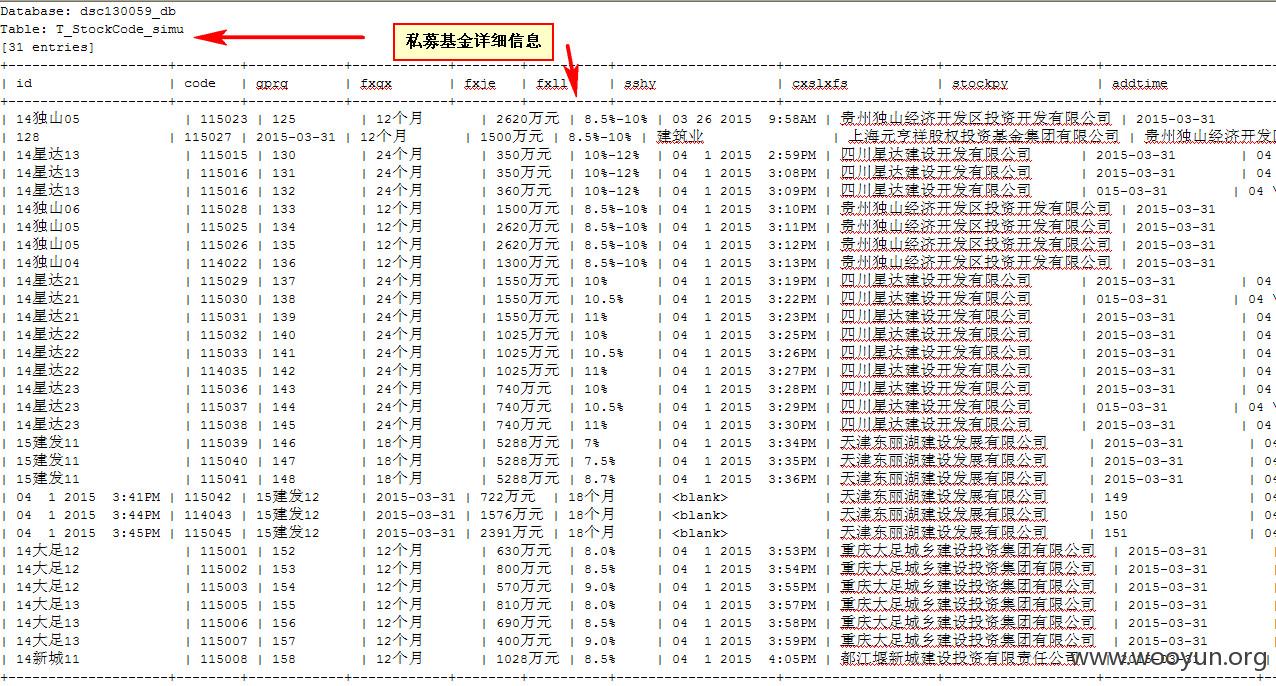 Database: dsc130059_db
Table: T_StockCode_simu
[31 entries]
私募基金详细信息
| id | code | gprq | fxqx | fxje | fxll | sshy | cxslxfs | stockpy | addtime
| 14独山05 | 115023 | 125 | 12个月 | 2620万元 | 8.5%-10% | 03 26 2015 9:58AM | 贵州独山经济开发区投资开发有限公司 | 2015-03-31
| 128 | 115027 | 2015-03-31 | 12个月 | 1500万元 | 8.5%-10% | 建筑业 | 上海元亨祥股权投资基金集团有限公司 | 贵州独山经济开发
| 14星达13 | 115015 | 130 | 24个月 | 350万元 | 10%-12% | 04 1 2015 2:59PM | 四川星达建设开发有限公司 | 2015-03-31 | 04
| 14星达13 | 115016 | 131 | 24个月 | 350万元 | 10%-12% | 04 1 2015 3:08PM | 四川星达建设开发有限公司 | 2015-03-31 | 04
| 14星达13 | 115016 | 132 | 24个月 | 360万元 | 10%-12% | 04 1 2015 3:09PM | 四川星达建设开发有限公司 | 015-03-31 | 04 \
| 14独山06 | 115028 | 133 | 12个月 | 1500万元 | 8.5%-10% | 04 1 2015 3:10PM | 贵州独山经济开发区投资开发有限公司 | 2015-03-31
| 14独山05 | 115025 | 134 | 12个月 | 2620万元 | 8.5%-10% | 04 1 2015 3:11PM | 贵州独山经济开发区投资开发有限公司 | 2015-03-31
| 14独山05 | 115026 | 135 | 12个月 | 2620万元 | 8.5%-10% | 04 1 2015 3:12PM | 贵州独山经济开发区投资开发有限公司 | 2015-03-31
| 14独山04 | 114022 | 136 | 12个月 | 1300万元 | 8.5%-10% | 04 1 2015 3:13PM | 贵州独山经济开发区投资开发有限公司 | 2015-03-31
| 14星达21 | 115029 | 137 | 24个月 | 1550万元 | 10% | 04 1 2015 3:19PM | 四川星达建设开发有限公司 | 2015-03-31 | 04
| 14星达21 | 115030 | 138 | 24个月 | 1550万元 | 10.5% | 04 1 2015 3:22PM | 四川星达建设开发有限公司 | 015-03-31 | 04 \
| 14星达21 | 115031 | 139 | 24个月 | 1550万元 | 11% | 04 1 2015 3:23PM | 四川星达建设开发有限公司 | 2015-03-31 | 04
| 14星达22 | 115032 | 140 | 24个月 | 1025万元 | 10% | 04 1 2015 3:25PM | 四川星达建设开发有限公司 | 2015-03-31 | 04
| 14星达22 | 115033 | 141 | 24个月 | 1025万元 | 10.5% | 04 1 2015 3:26PM | 四川星达建设开发有限公司 | 2015-03-31 | 04
| 14星达22 | 114035 | 142 | 24个月 | 1025万元 | 11% | 04 1 2015 3:27PM | 四川星达建设开发有限公司 | 2015-03-31 | 04
| 14星达23 | 115036 | 143 | 24个月 | 740万元 | 10% | 04 1 2015 3:28PM | 四川星达建设开发有限公司 | 2015-03-31 | 04
| 14星达23 | 115037 | 144 | 24个月 | 740万元 | 10.5% | 04 1 2015 3:29PM | 四川星达建设开发有限公司 | 015-03-31 | 04 \
| 14星达23 | 115038 | 145 | 24个月 | 740万元 | 11% | 04 1 2015 3:30PM | 四川星达建设开发有限公司 | 2015-03-31 | 04
| 15建发11 | 115039 | 146 | 18个月 | 5288万元 | 7% | 04 1 2015 3:34PM | 天津东丽湖建设发展有限公司 | 2015-03-31 | 04
| 15建发11 | 115040 | 147 | 18个月 | 5288万元 | 7.5% | 04 1 2015 3:35PM | 天津东丽湖建设发展有限公司 | 2015-03-31 | 04
| 15建发11 | 115041 | 148 | 18个月 | 5288万元 | 8.7% | 04 1 2015 3:36PM | 天津东丽湖建设发展有限公司 | 2015-03-31 | 04
| 04 1 2015 3:41PM | 115042 | 15建发12 | 2015-03-31 | 722万元 | 18个月 | <blank> | 天津东丽湖建设发展有限公司 | 149 | 04
| 04 1 2015 3:44PM | 114043 | 15建发12 | 2015-03-31 | 1576万元 | 18个月 | <blank> | 天津东丽湖建设发展有限公司 | 150 | 04
| 04 1 2015 3:45PM | 115045 | 15建发12 | 2015-03-31 | 2391万元 | 18个月 | <blank> | 天津东丽湖建设发展有限公司 | 151 | 04
| 14大足12 | 115001 | 152 | 12个月 | 630万元 | 8.0% | 04 1 2015 3:53PM | 重庆大足城乡建设投资集团有限公司 | 2015-03-31
| 14大足12 | 115002 | 153 | 12个月 | 800万元 | 8.5% | 04 1 2015 3:54PM | 重庆大足城乡建设投资集团有限公司 | 2015-03-31
| 14大足12 | 115003 | 154 | 12个月 | 570万元 | 9.0% | 04 1 2015 3:55PM | 重庆大足城乡建设投资集团有限公司 | 2015-03-31
| 14大足13 | 115005 | 155 | 12个月 | 810万元 | 8.0% | 04 1 2015 3:57PM | 重庆大足城乡建设投资集团有限公司 | 2015-03-31
| 14大足13 | 115006 | 156 | 12个月 | 690万元 | 8.5% | 04 1 2015 3:58PM | 重庆大足城乡建设投资集团有限公司 | 2015-03-31
| 14大足13 | 115007 | 157 | 12个月 | 400万元 | 9.0% | 04 1 2015 3:59PM | 重庆大足城乡建设投资集团有限公司 | 2015-03-31
| 14新城11 | 115008 | 158 | 12个月 | 1028万元 | 8.5% | 04 1 2015 4:05PM | 都江堰新城建设投资有限责任公司
www.wooyun.org